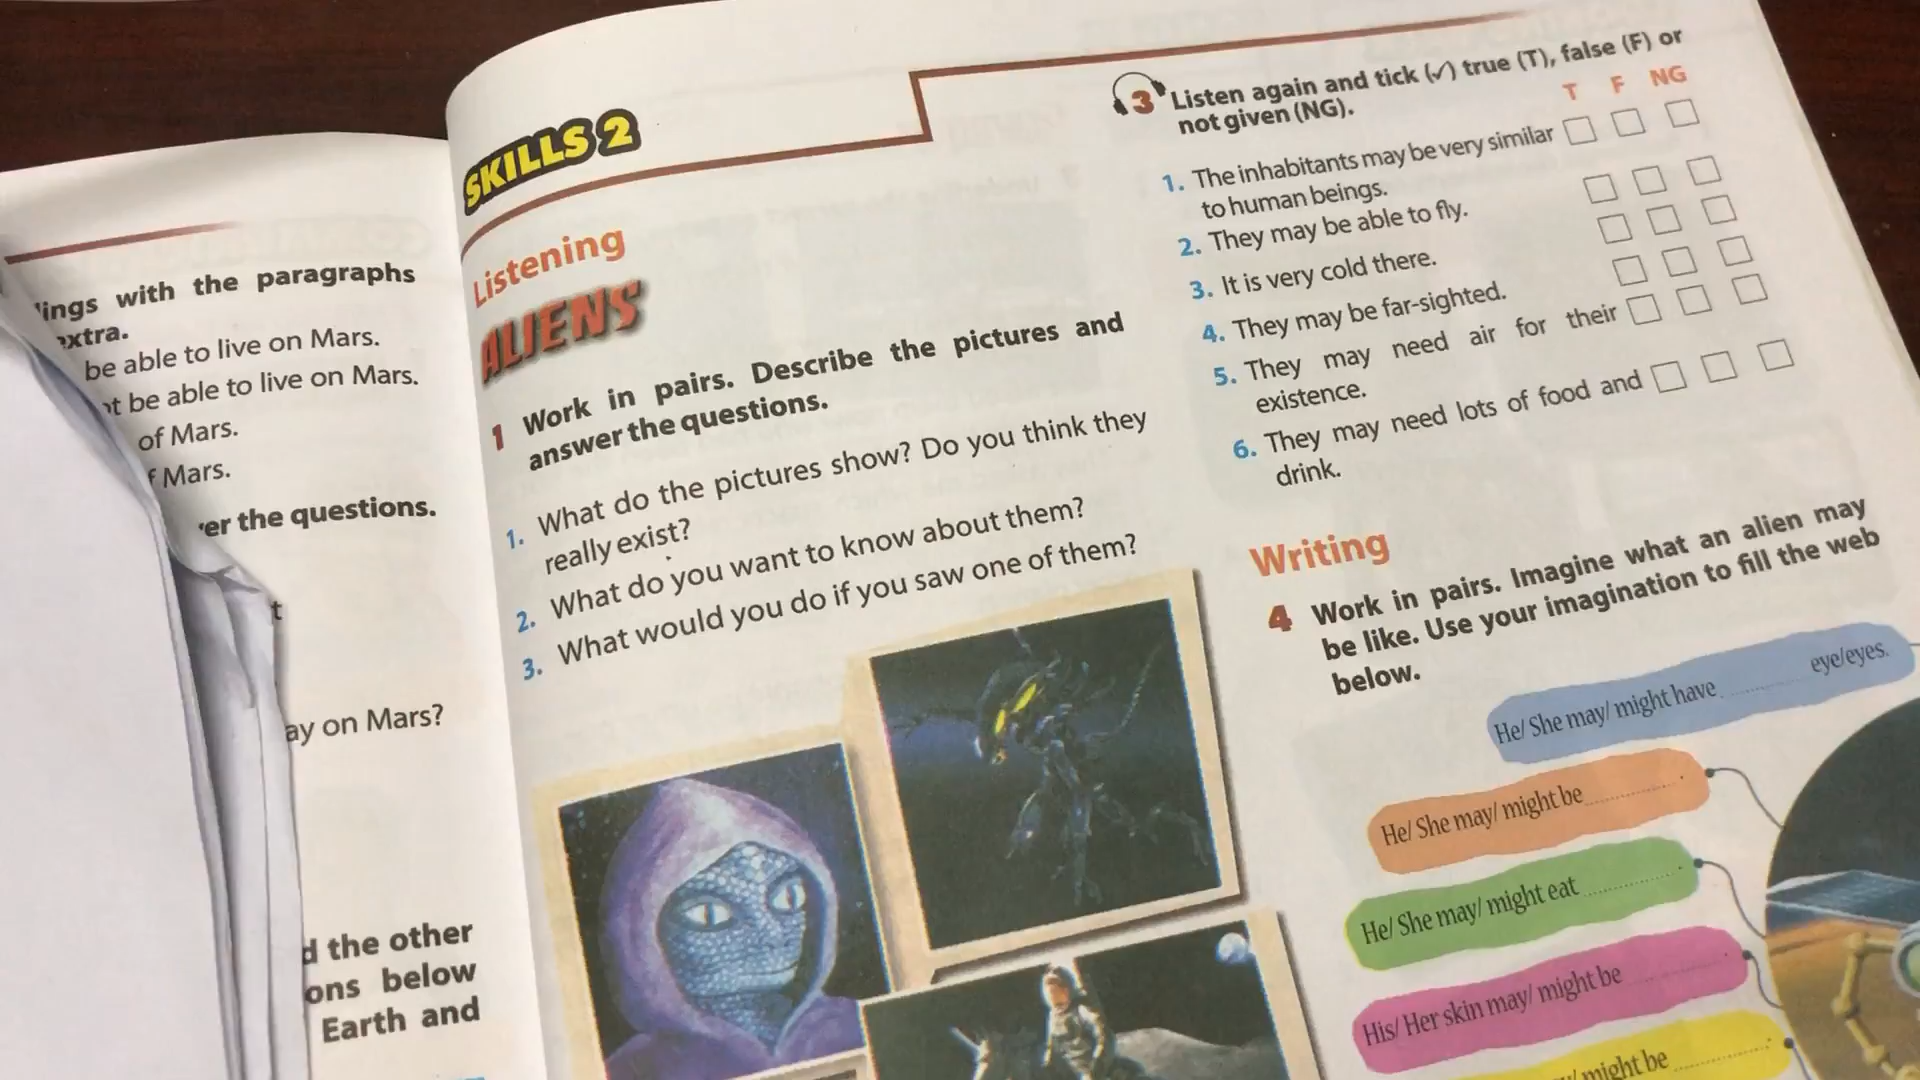 with the paragraphs
extra.
be able to live on Mars.
be able to live on Mars.
of Mars.
Mars.
the questions.
on Mars?
the other
below
Earth and
SKILLS 2
Listening
ALIENS
1 Work in pairs. Describe the pictures and
answer the questions.
1. What do the pictures show? Do you think they
really exist?
2. What do you want to know about them?
3. What would you do if you saw one of them?
3 Listen again and tick (✓) true (T), false (F) or
not given (NG).
T F NG
1. The inhabitants may be very similar
to human beings.
2. They may be able to fly.
3. It is very cold there.
4. They may be far-sighted.
5. They may need air for their
existence.
6. They may need lots of food and
drink.
Writing
4 Work in pairs. Imagine what an alien may
be like. Use your imagination to fill the web
below.
He/ She may/ might have .......... eye/eyes.
He/ She may/ might be ..........
He/ She may/ might eat ..........
His/ Her skin may/ might be ..........
might be ..........